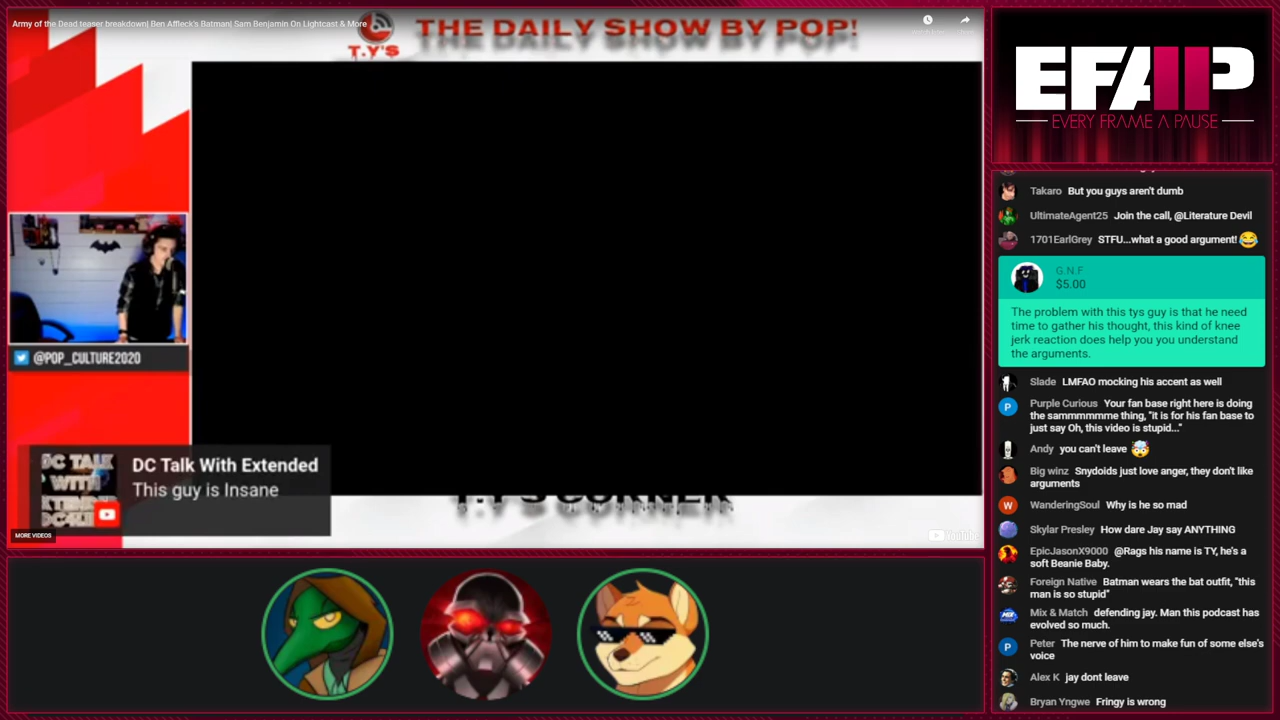 Army of the Dead teaser breakdown| Ben Affleck's Batman| Sam Benjamin On Lightcast & More
THE DAILY SHOW BY POP!
T.Y'S
@POP_CULTURE2020
DC TALK
WITH
DC Talk With Extended
This guy is Insane
T.Y'S CORNER
MORE VIDEOS
YouTube
EFAP
EVERY FRAME A PAUSE
Takaro But you guys aren't dumb
UltimateAgent25 Join the call, @Literature Devil
1701EarlGrey STFU...what a good argument! 😂
G.N.F
$5.00
The problem with this tys guy is that he need
time to gather his thought, this kind of knee
jerk reaction does help you you understand
the arguments.
Slade LMFAO mocking his accent as well
P Purple Curious Your fan base right here is doing
the sammmmmme thing, "it is for his fan base to
just say Oh, this video is stupid..."
Andy you can't leave 🤯
Big winz Snydoids just love anger, they don't like
arguments
W WanderingSoul Why is he so mad
Skylar Presley How dare Jay say ANYTHING
EpicJasonX9000 @Rags his name is TY, he's a
soft Beanie Baby.
Foreign Native Batman wears the bat outfit, "this
man is so stupid"
Mix & Match defending jay. Man this podcast has
evolved so much.
P Peter The nerve of him to make fun of some else's
voice
Alex K jay dont leave
Bryan Yngwe Fringy is wrong